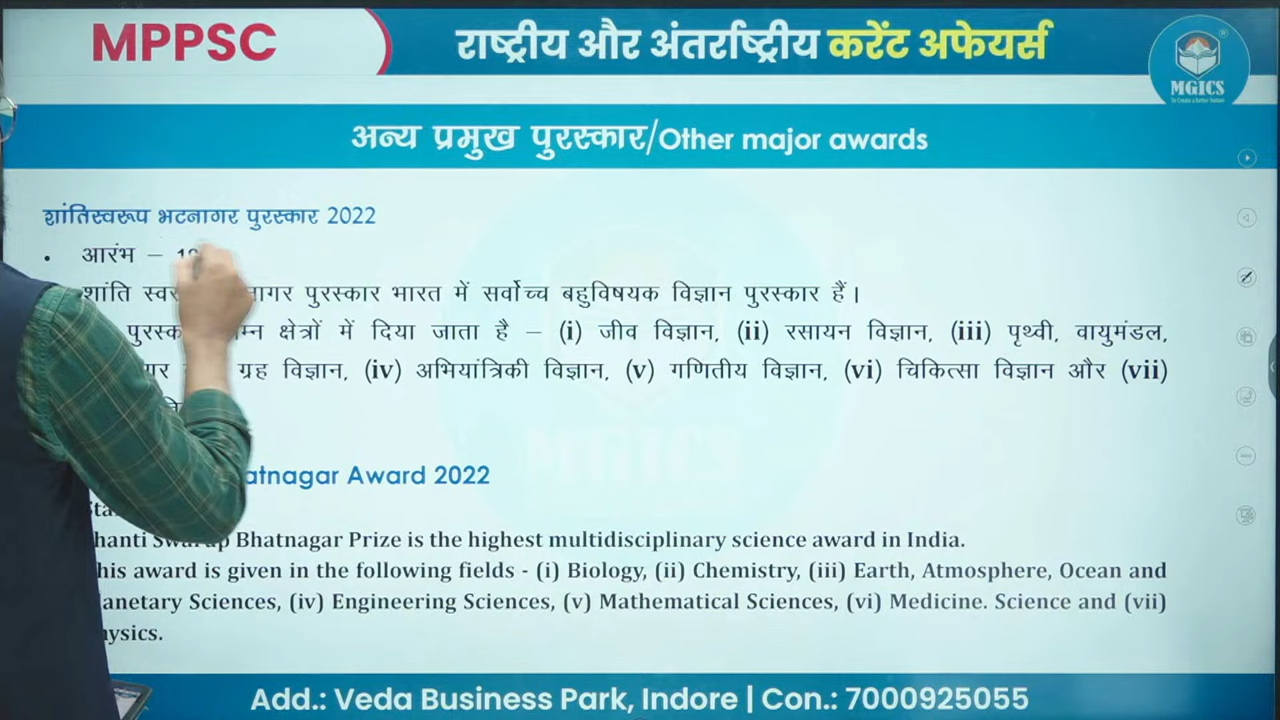 MPPSC
राष्ट्रीय और अंतर्राष्ट्रीय करेंट अफेयर्स
MGICS
अन्य प्रमुख पुरस्कार/Other major awards
शांतिस्वरूप भटनागर पुरस्कार 2022
• आरंभ –
शांति पुरस्कार भारत में सर्वोच्च बहुविषयक विज्ञान पुरस्कार हैं।
क्षेत्रों में दिया जाता है – (i) जीव विज्ञान, (ii) रसायन विज्ञान, (iii) पृथ्वी, वायुमंडल,
ग्रह विज्ञान, (iv) अभियांत्रिकी विज्ञान, (v) गणितीय विज्ञान, (vi) चिकित्सा विज्ञान और (vii)
atnagar Award 2022
hanti Swarup Bhatnagar Prize is the highest multidisciplinary science award in India.
his award is given in the following fields - (i) Biology, (ii) Chemistry, (iii) Earth, Atmosphere, Ocean and
lanetary Sciences, (iv) Engineering Sciences, (v) Mathematical Sciences, (vi) Medicine. Science and (vii)
ysics.
Add.: Veda Business Park, Indore | Con.: 7000925055